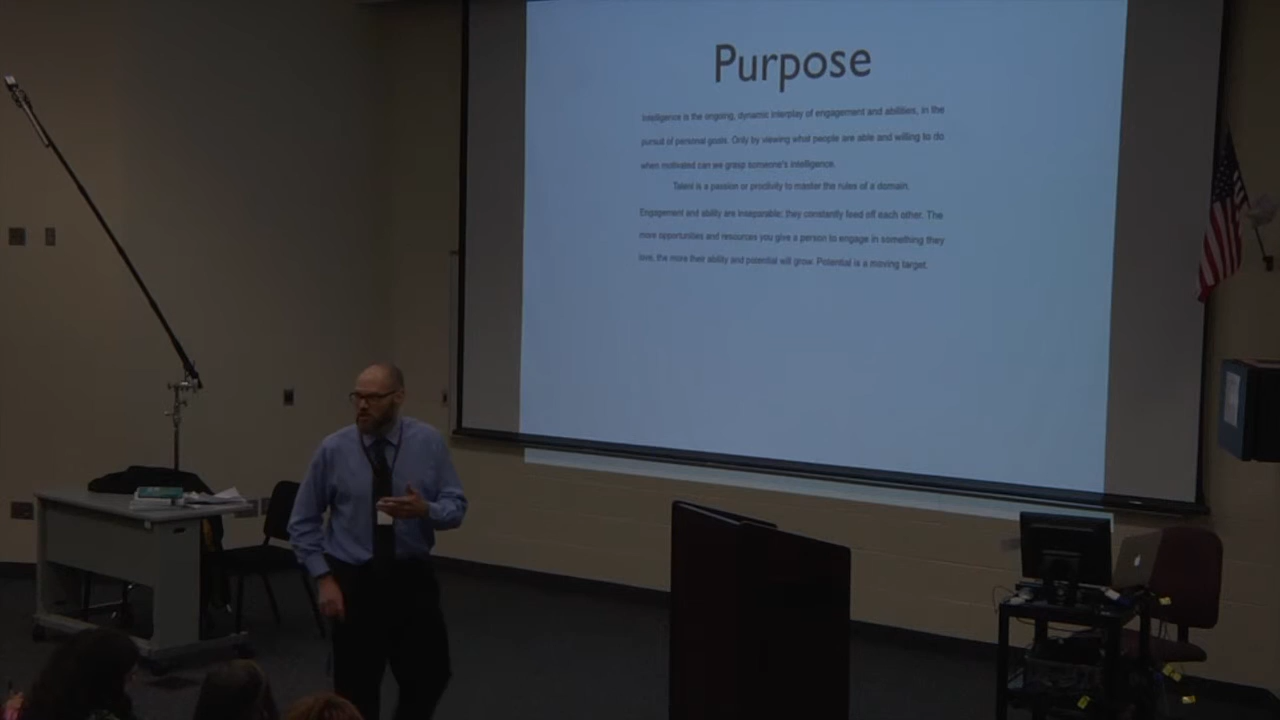 Purpose
Intelligence is the ongoing, dynamic interplay of engagement and abilities, in the
pursuit of personal goals. Only by viewing what people are able and willing to do
when motivated can we grasp someone's intelligence.
Talent is a passion or proclivity to master the rules of a domain.
Engagement and ability are inseparable; they constantly feed off each other. The
more opportunities and resources you give a person to engage in something they
love, the more their ability and potential will grow. Potential is a moving target.